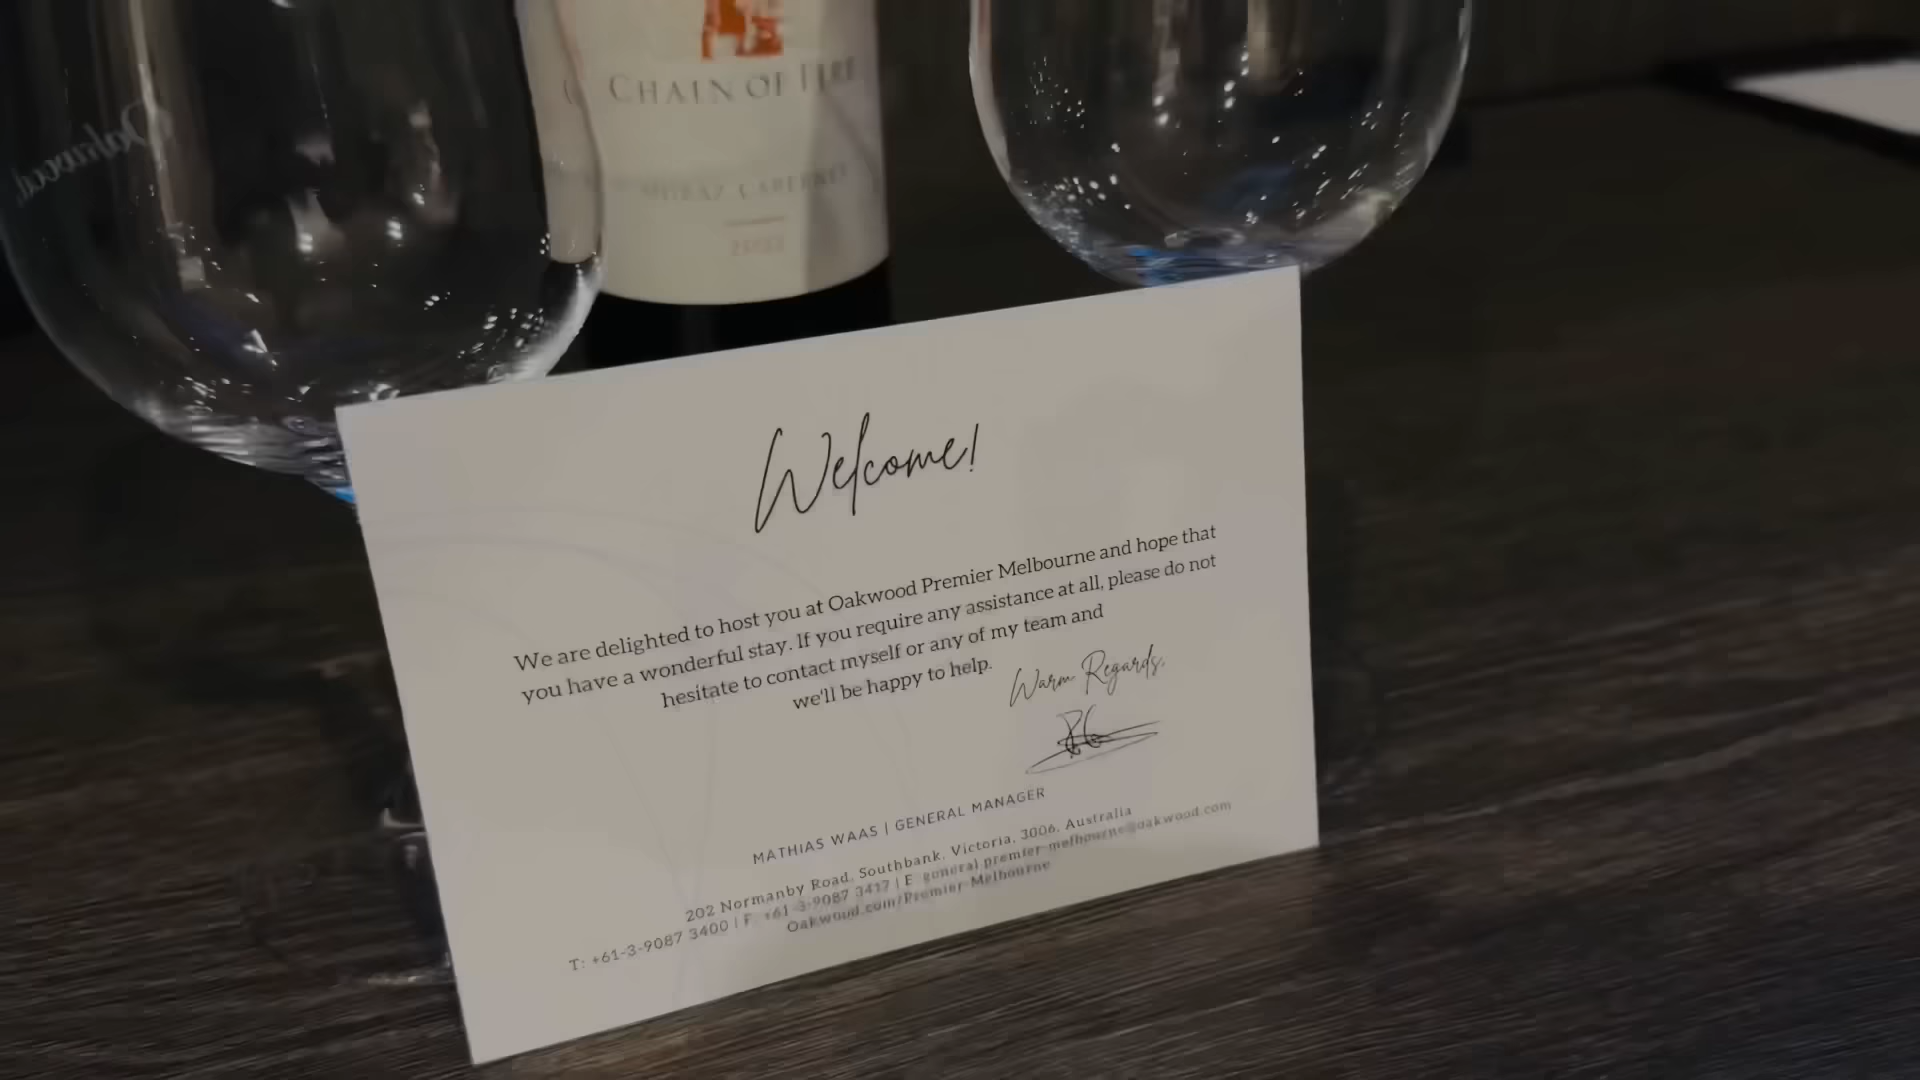 Oakwood
CHAIN OF FIRE
SHIRAZ CABERNET
Welcome!
We are delighted to host you at Oakwood Premier Melbourne and hope that
you have a wonderful stay. If you require any assistance at all, please do not
hesitate to contact myself or any of my team and
we'll be happy to help.
Warm Regards,
MATHIAS WAAS | GENERAL MANAGER
202 Normanby Road, Southbank, Victoria, 3006, Australia
T: +61-3-9087 3400 | F: +61-3-9087 3417 | E: general.premier-melbourne@oakwood.com
Oakwood.com/Premier-Melbourne